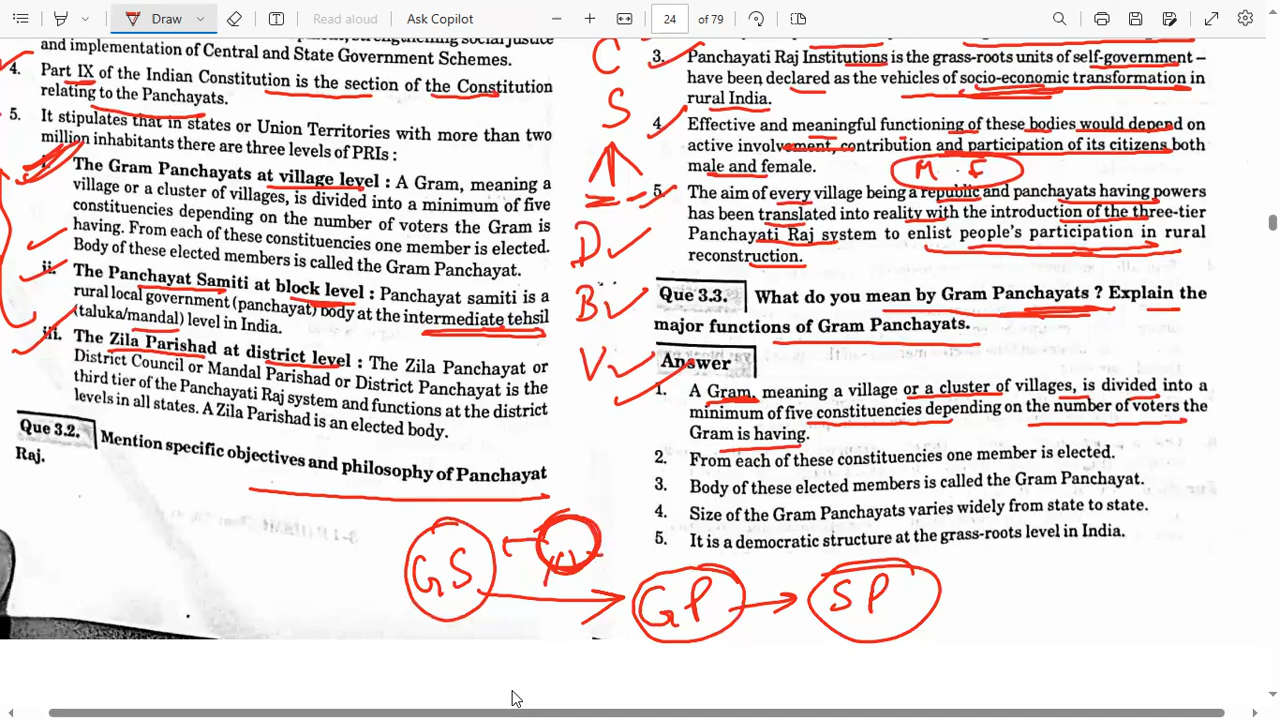 Draw
Read aloud
Ask Copilot
24 of 79
and implementation of Central and State Government Schemes.
4. Part IX of the Indian Constitution is the section of the Constitution
relating to the Panchayats.
5. It stipulates that in states or Union Territories with more than two
million inhabitants there are three levels of PRIs :
i. The Gram Panchayats at village level : A Gram, meaning a
village or a cluster of villages, is divided into a minimum of five
constituencies depending on the number of voters the Gram is
having. From each of these constituencies one member is elected.
Body of these elected members is called the Gram Panchayat.
ii. The Panchayat Samiti at block level : Panchayat samiti is a
rural local government (panchayat) body at the intermediate tehsil
(taluka/mandal) level in India.
iii. The Zila Parishad at district level : The Zila Panchayat or
District Council or Mandal Parishad or District Panchayat is the
third tier of the Panchayati Raj system and functions at the district
levels in all states. A Zila Parishad is an elected body.
Que 3.2. Mention specific objectives and philosophy of Panchayat
Raj.
C
S
D
B
V
3. Panchayati Raj Institutions is the grass-roots units of self-government –
have been declared as the vehicles of socio-economic transformation in
rural India.
4. Effective and meaningful functioning of these bodies would depend on
active involvement, contribution and participation of its citizens both
male and female.
M . F
5. The aim of every village being a republic and panchayats having powers
has been translated into reality with the introduction of the three-tier
Panchayati Raj system to enlist people's participation in rural
reconstruction.
Que 3.3. What do you mean by Gram Panchayats ? Explain the
major functions of Gram Panchayats.
Answer
1. A Gram, meaning a village or a cluster of villages, is divided into a
minimum of five constituencies depending on the number of voters the
Gram is having.
2. From each of these constituencies one member is elected.
3. Body of these elected members is called the Gram Panchayat.
4. Size of the Gram Panchayats varies widely from state to state.
5. It is a democratic structure at the grass-roots level in India.
GS
GP
SP